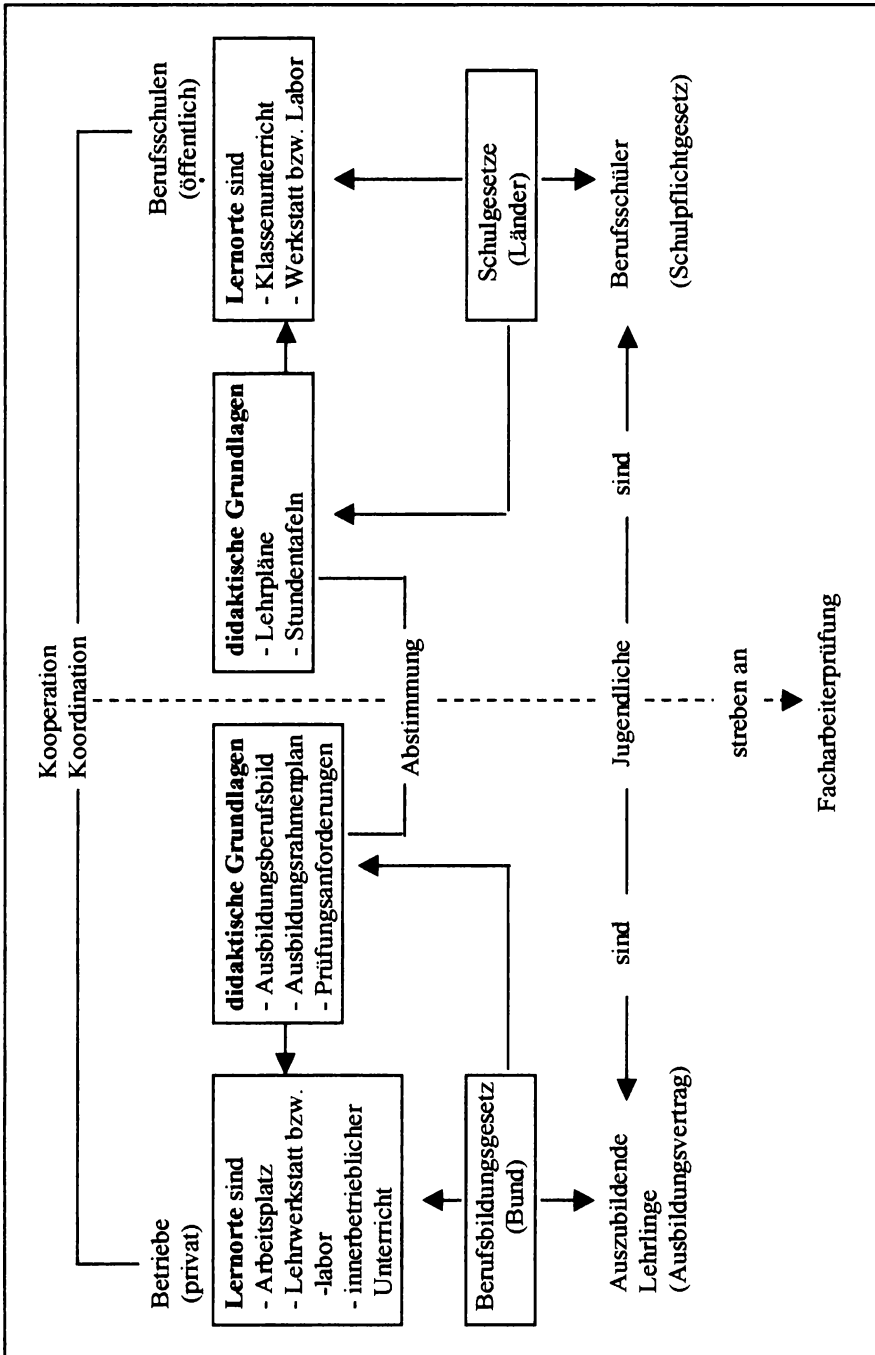 Kooperation
Koordination
Betriebe
(privat)
Berufsschulen
(öffentlich)
Lernorte sind
- Arbeitsplatz
- Lehrwerkstatt bzw.
-labor
- innerbetrieblicher
Unterricht
didaktische Grundlagen
- Ausbildungsberufsbild
- Ausbildungsrahmenplan
- Prüfungsanforderungen
didaktische Grundlagen
- Lehrpläne
- Stundentafeln
Lernorte sind
- Klassenunterricht
- Werkstatt bzw. Labor
Abstimmung
Berufsbildungsgesetz
(Bund)
Schulgesetze
(Länder)
Auszubildende
Lehrlinge
(Ausbildungsvertrag)
sind
Jugendliche
sind
Berufsschüler
(Schulpflichtgesetz)
streben an
Facharbeiterprüfung